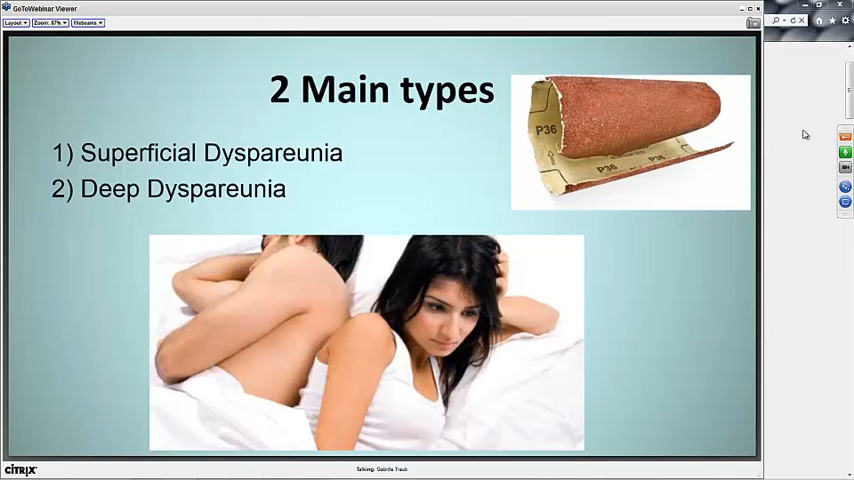 GoToWebinar Viewer
Layout Zoom: 87% Webcams
2 Main types
1) Superficial Dyspareunia
2) Deep Dyspareunia
P36
P36
P36
CITRIX
Talking: Gabrielle Traub